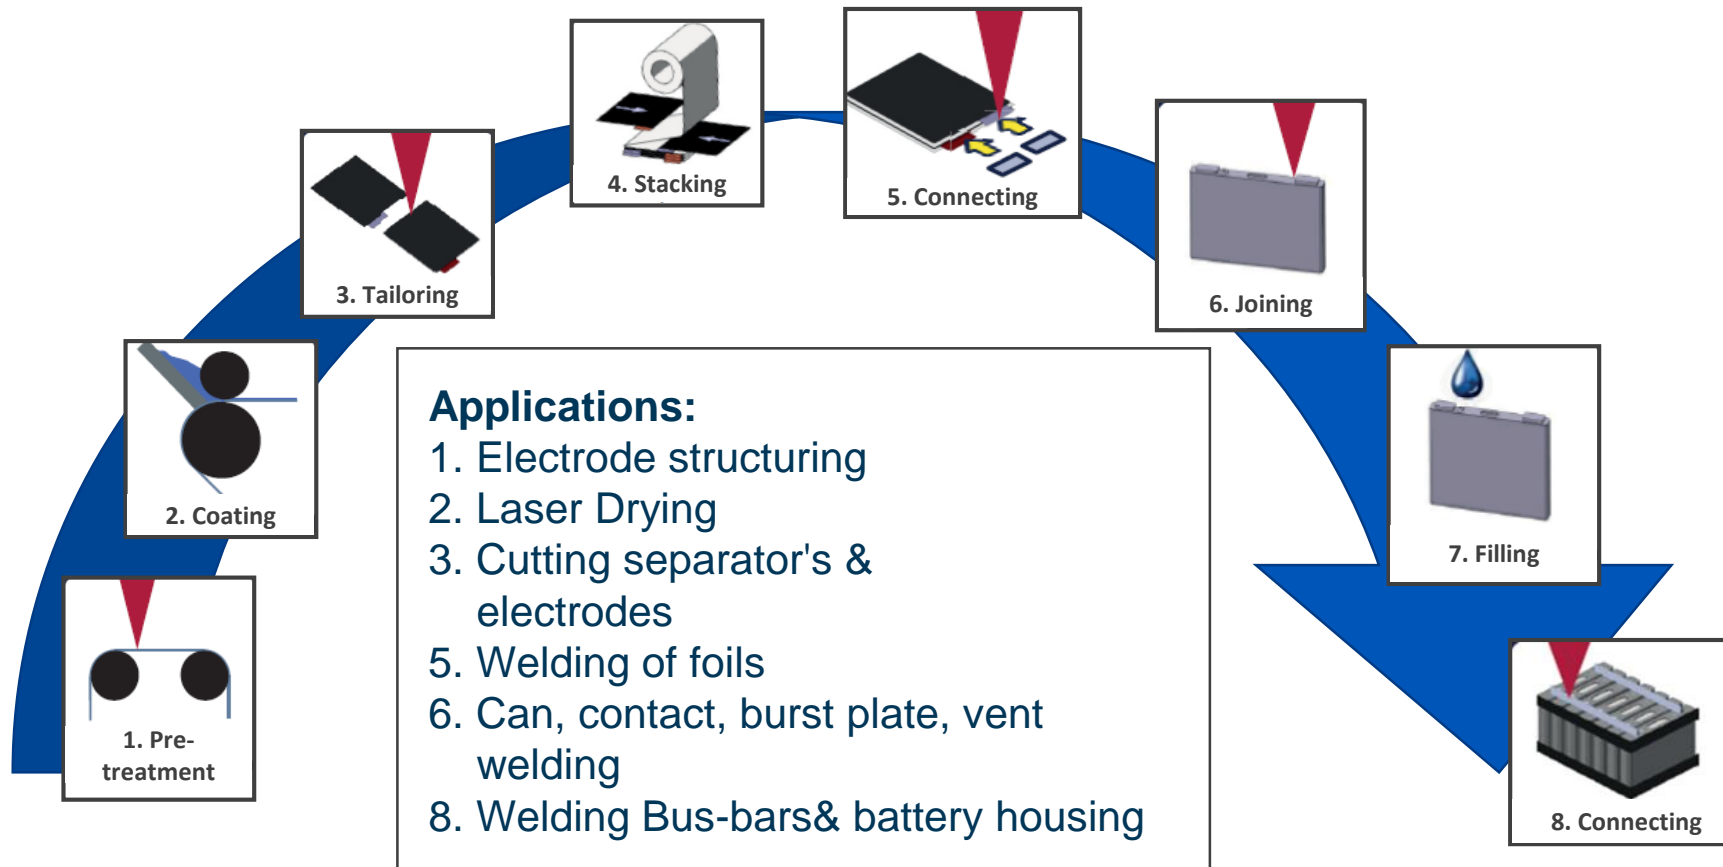 1. Pre-
treatment
2. Coating
3. Tailoring
4. Stacking
5. Connecting
6. Joining
7. Filling
8. Connecting
Applications:
1. Electrode structuring
2. Laser Drying
3. Cutting separator's &
electrodes
5. Welding of foils
6. Can, contact, burst plate, vent
welding
8. Welding Bus-bars& battery housing